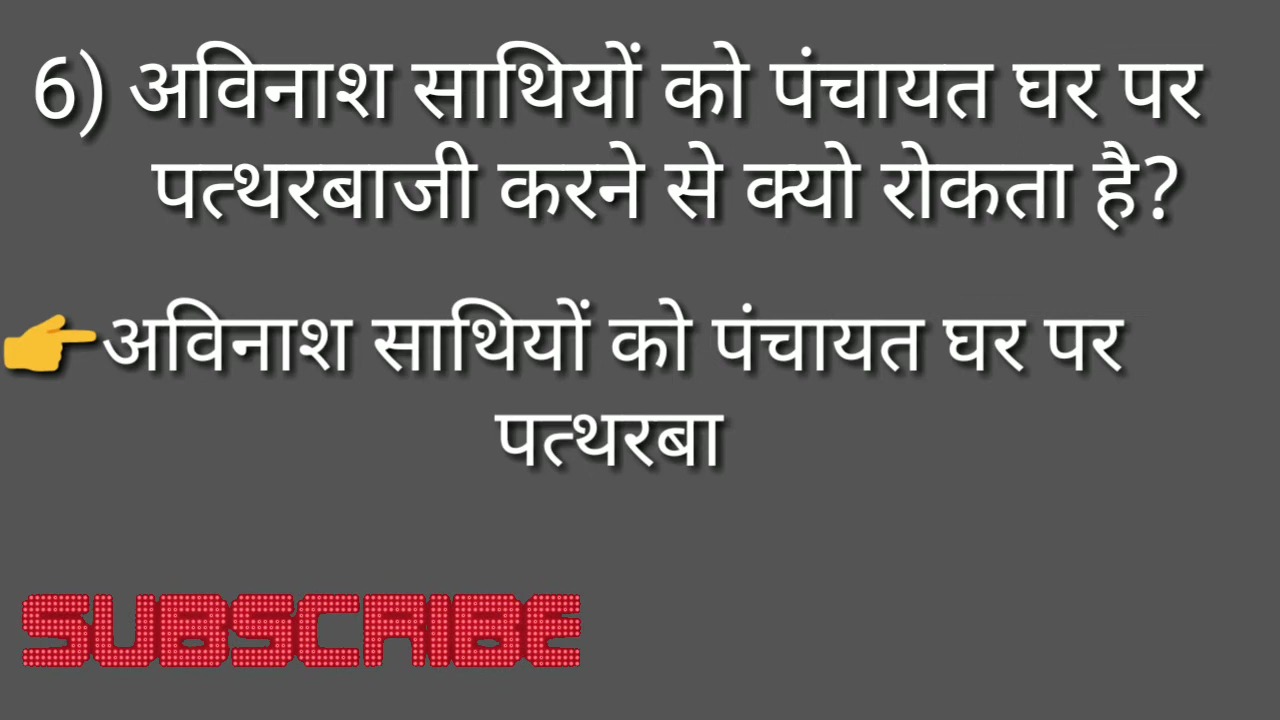 6) अविनाश साथियों को पंचायत घर पर
पत्थरबाजी करने से क्यो रोकता है?
👉अविनाश साथियों को पंचायत घर पर
पत्थरबा
SUBSCRIBE